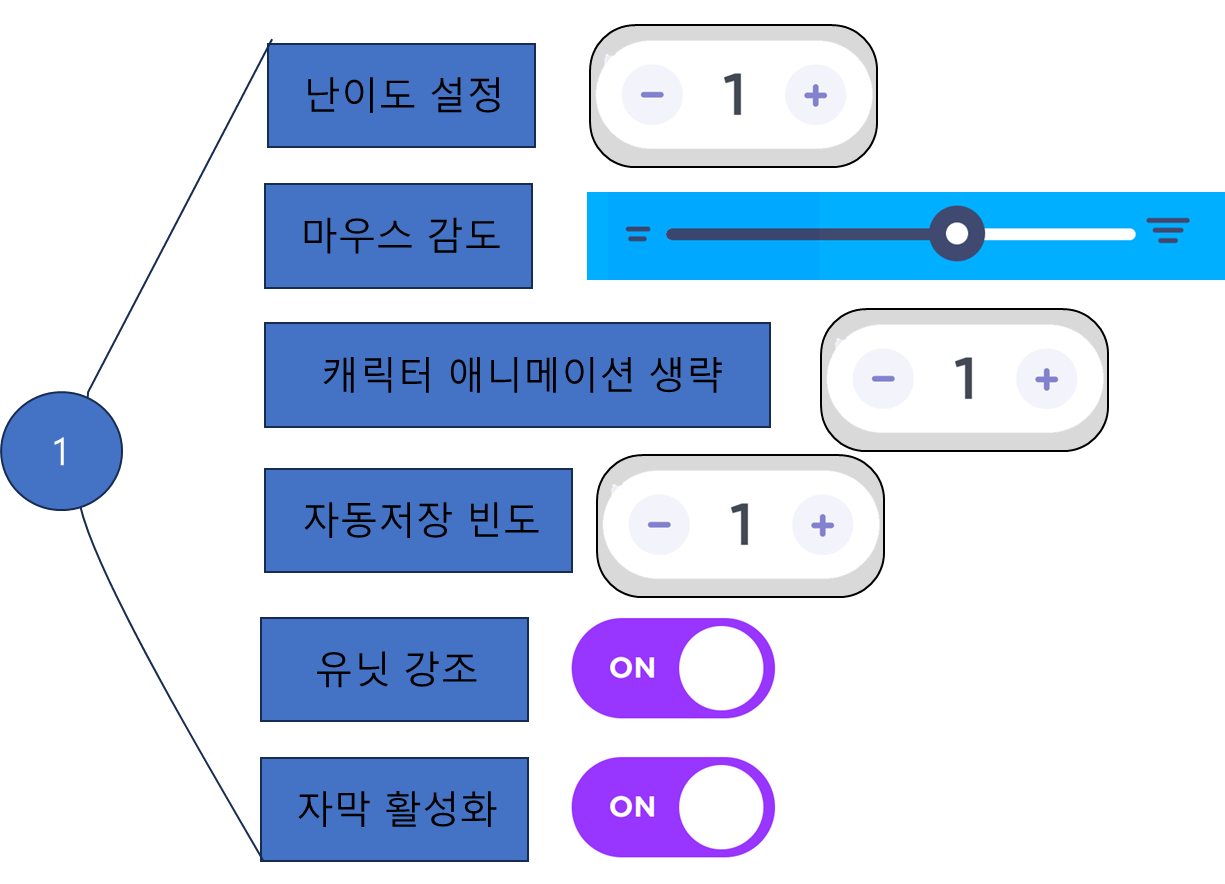 난이도 설정
1
마우스 감도
캐릭터 애니메이션 생략
1
1
자동저장 빈도
1
유닛 강조
ON
자막 활성화
ON